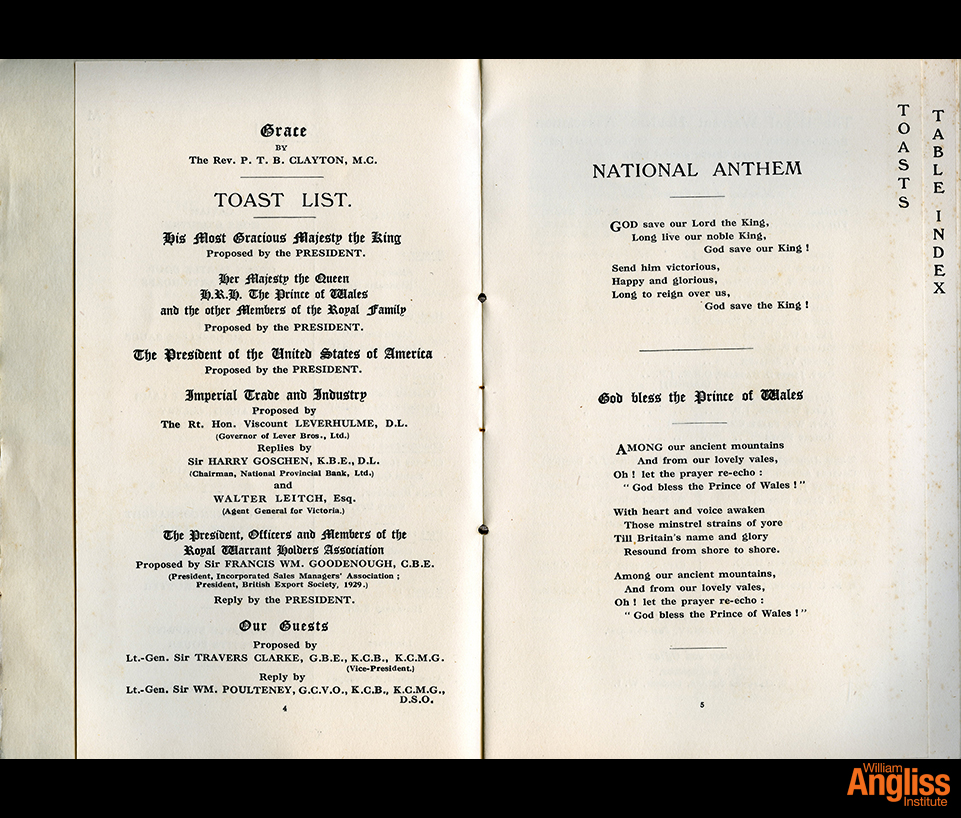 Grace
BY
The Rev. P. T. B. CLAYTON, M.C.
TOAST LIST.
His Most Gracious Majesty the King
Proposed by the PRESIDENT.
Her Majesty the Queen
H.R.H. The Prince of Wales
and the other Members of the Royal Family
Proposed by the PRESIDENT.
The President of the United States of America
Proposed by the PRESIDENT.
Imperial Trade and Industry
Proposed by
The Rt. Hon. Viscount LEVERHULME, D.L.
(Governor of Lever Bros., Ltd.)
Replies by
Sir HARRY GOSCHEN, K.B.E., D.L.
(Chairman, National Provincial Bank, Ltd.)
and
WALTER LEITCH, Esq.
(Agent General for Victoria.)
The President, Officers and Members of the
Royal Warrant Holders Association
Proposed by Sir FRANCIS WM. GOODENOUGH, C.B.E.
(President, Incorporated Sales Managers' Association ;
President, British Export Society, 1929.)
Reply by the PRESIDENT.
Our Guests
Proposed by
Lt.-Gen. Sir TRAVERS CLARKE, G.B.E., K.C.B., K.C.M.G.
(Vice-President.)
Reply by
Lt.-Gen. Sir WM. POULTENEY, G.C.V.O., K.C.B., K.C.M.G.,
D.S.O.
4
NATIONAL ANTHEM
GOD save our Lord the King,
Long live our noble King,
God save our King !
Send him victorious,
Happy and glorious,
Long to reign over us,
God save the King !
God bless the Prince of Wales
AMONG our ancient mountains
And from our lovely vales,
Oh ! let the prayer re-echo :
" God bless the Prince of Wales ! "
With heart and voice awaken
Those minstrel strains of yore
Till Britain's name and glory
Resound from shore to shore.
Among our ancient mountains,
And from our lovely vales,
Oh ! let the prayer re-echo :
" God bless the Prince of Wales ! "
5
TOASTS
TABLE INDEX
William
Angliss
Institute